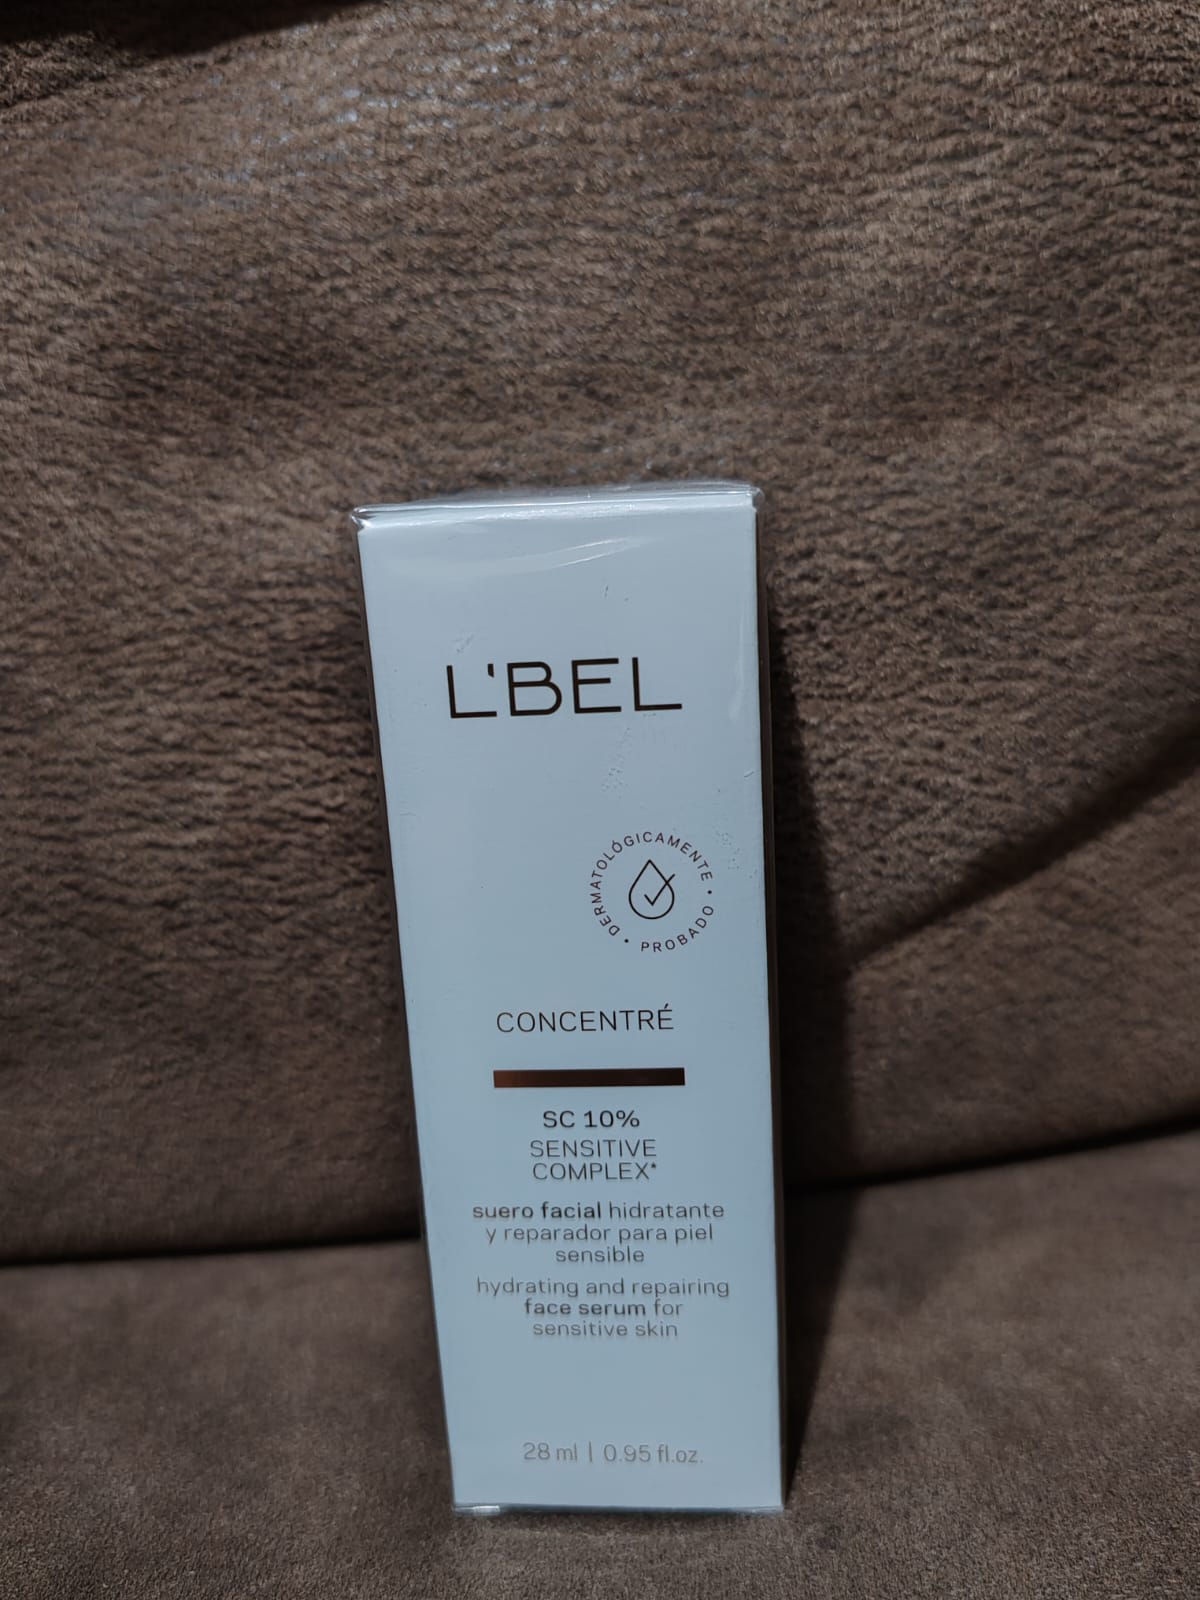 L'BEL
• DERMATOLÓGICAMENTE •
PROBADO
CONCENTRÉ
SC 10%
SENSITIVE
COMPLEX*
suero facial hidratante
y reparador para piel
sensible
hydrating and repairing
face serum for
sensitive skin
28 ml | 0.95 fl.oz.